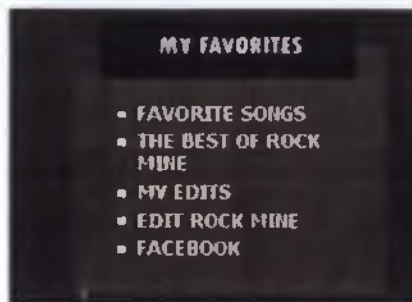 MY FAVORITES
FAVORITE SONGS
THE BEST OF ROCK
MINE
MY EDITS
EDIT ROCK MINE
FACEBOOK